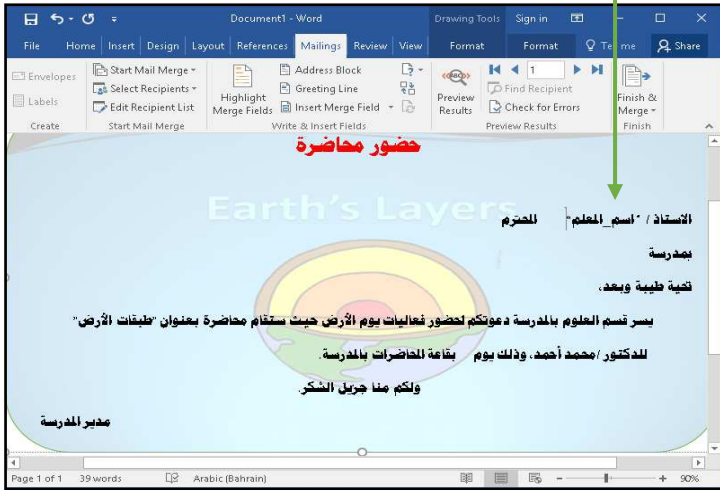 Document1 - Word
Drawing Tools
Sign in
File Home Insert Design Layout References Mailings Review View Format Format Share
Envelopes
Labels
Create
Start Mail Merge
Select Recipients
Edit Recipient List
Start Mail Merge
Highlight
Merge Fields
Address Block
Greeting Line
Insert Merge Field
Write & Insert Fields
ABC
Preview
Results
1
Find Recipient
Check for Errors
Preview Results
Finish &
Merge
Finish
حضور محاضرة
Earth's Layers
الاستاذ / "اسم_المعلم" المحترم
بمدرسة
تحية طيبة وبعد،
يسر قسم العلوم بالمدرسة دعوتكم لحضور فعاليات يوم الأرض حيث ستقام محاضرة بعنوان "طبقات الأرض"
للدكتور /محمد أحمد، وذلك يوم بقاعة المحاضرات بالمدرسة.
ولكم منا جزيل الشكر.
مدير المدرسة
Page 1 of 1 39 words Arabic (Bahrain) 90%